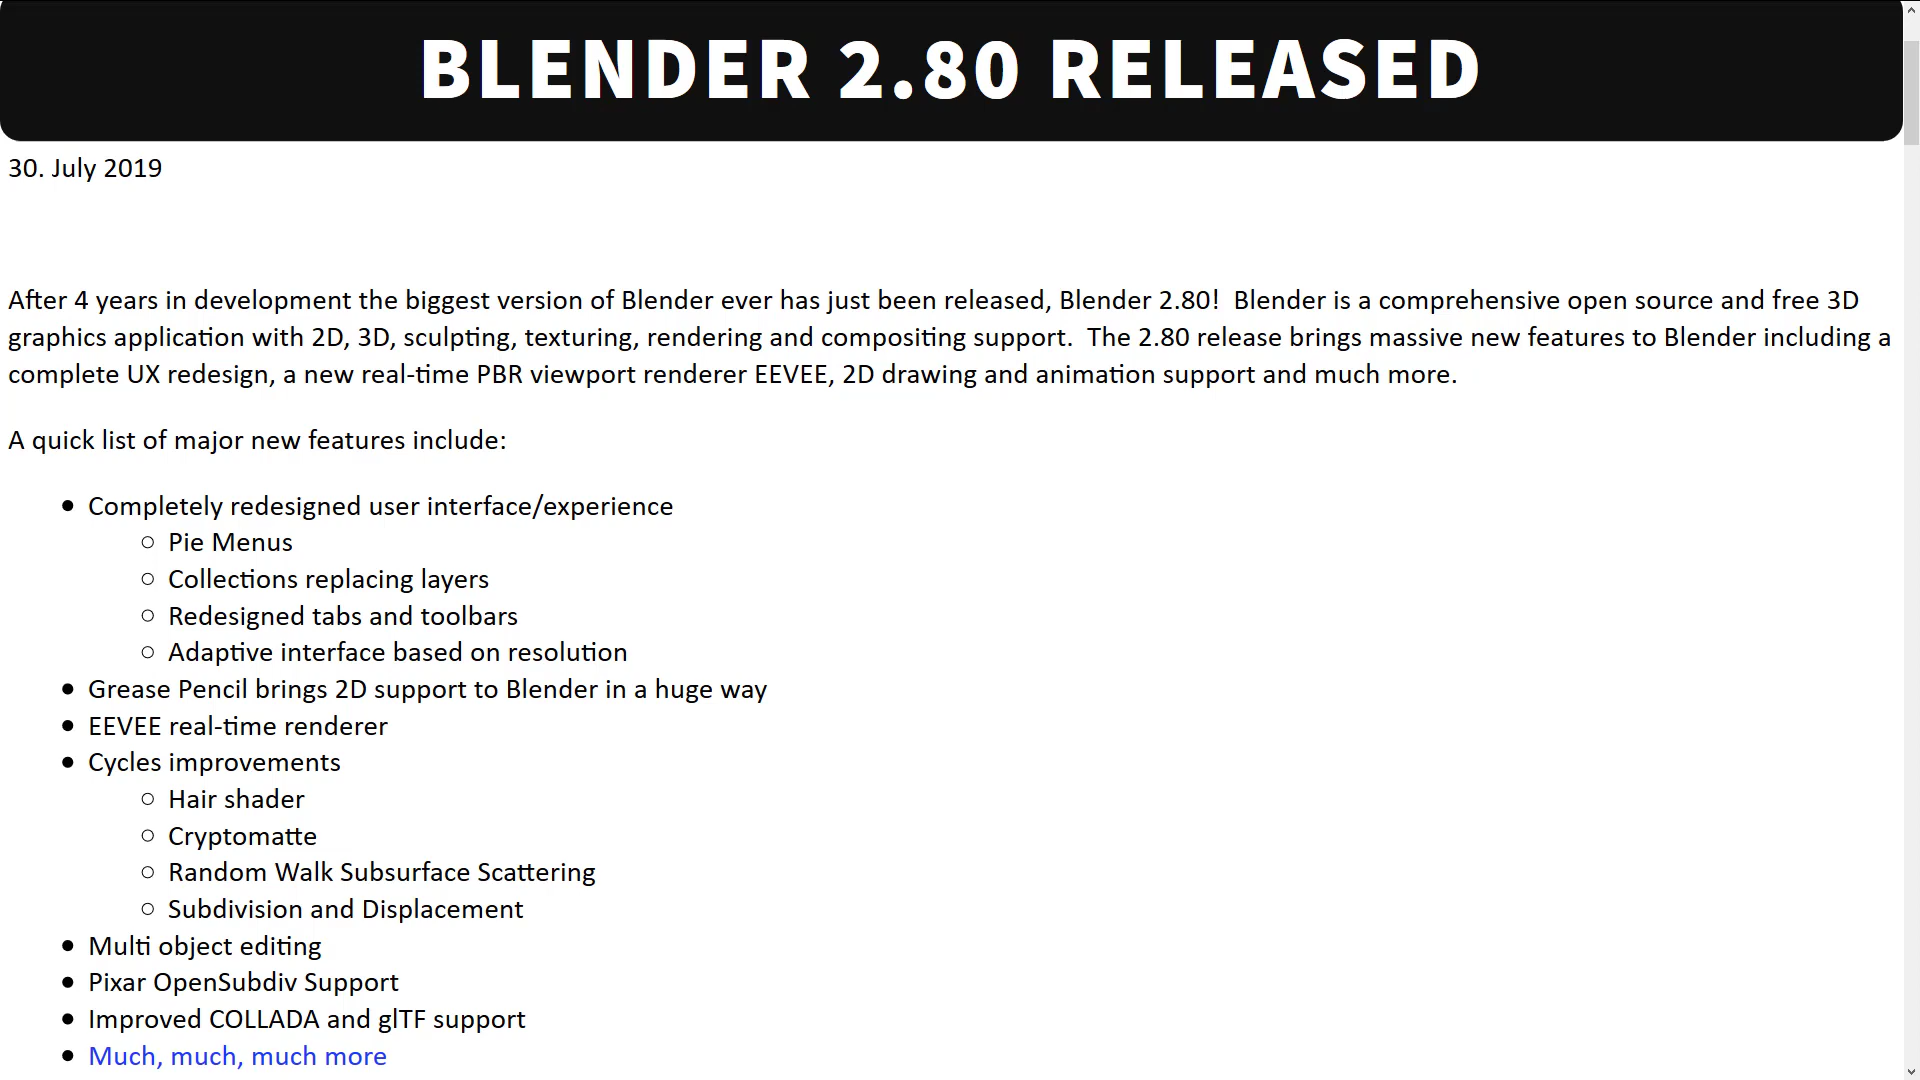 BLENDER 2.80 RELEASED
30. July 2019
After 4 years in development the biggest version of Blender ever has just been released, Blender 2.80!  Blender is a comprehensive open source and free 3D
graphics application with 2D, 3D, sculpting, texturing, rendering and compositing support.  The 2.80 release brings massive new features to Blender including a
complete UX redesign, a new real-time PBR viewport renderer EEVEE, 2D drawing and animation support and much more.
A quick list of major new features include:
Completely redesigned user interface/experience
Pie Menus
Collections replacing layers
Redesigned tabs and toolbars
Adaptive interface based on resolution
Grease Pencil brings 2D support to Blender in a huge way
EEVEE real-time renderer
Cycles improvements
Hair shader
Cryptomatte
Random Walk Subsurface Scattering
Subdivision and Displacement
Multi object editing
Pixar OpenSubdiv Support
Improved COLLADA and glTF support
Much, much, much more